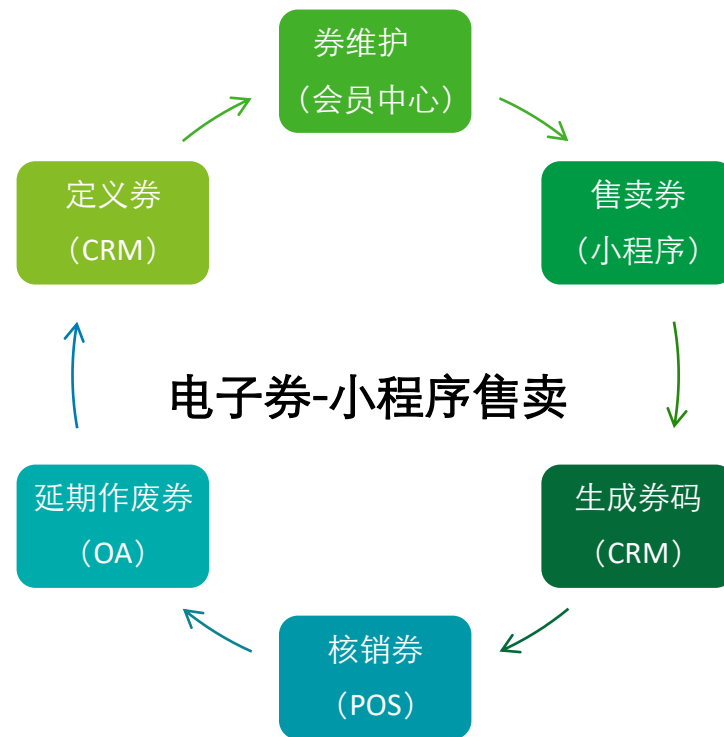 券维护
（会员中心）
定义券
（CRM）
售卖券
（小程序）
电子券-小程序售卖
延期作废券
（OA）
生成券码
（CRM）
核销券
（POS）